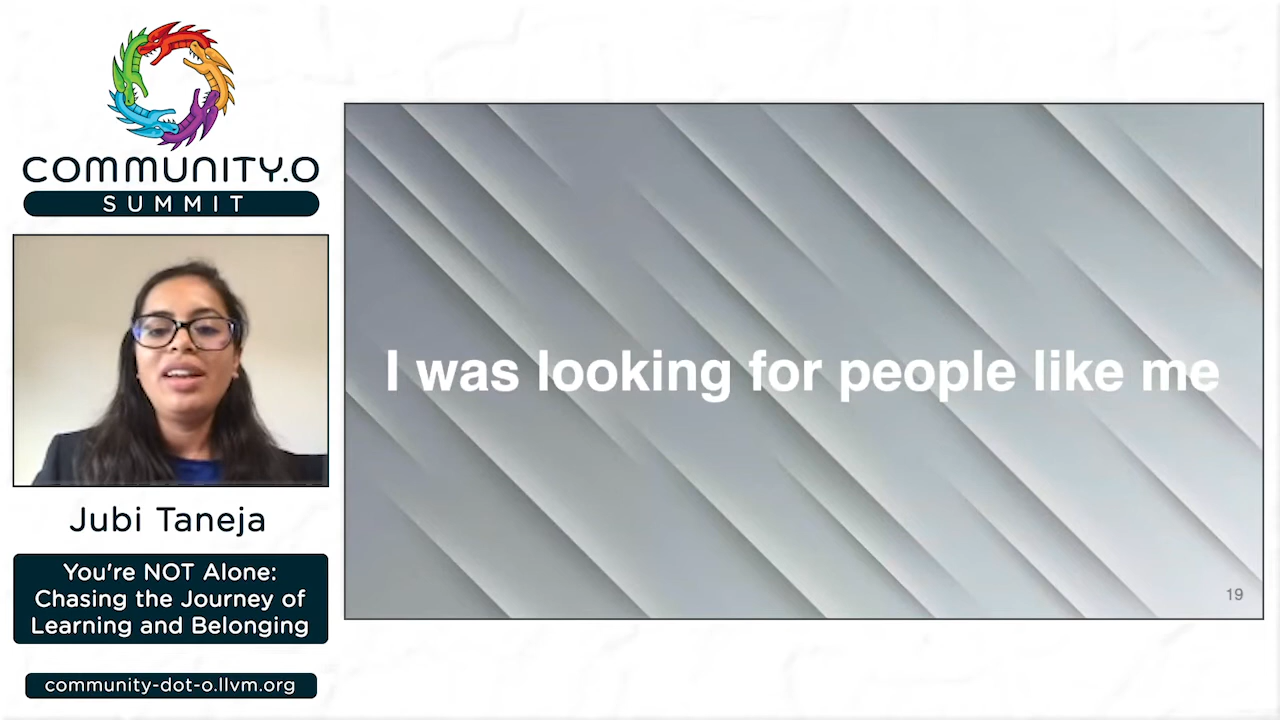 COMMUNITY.O
SUMMIT
Jubi Taneja
You're NOT Alone:
Chasing the Journey of
Learning and Belonging
community-dot-o.llvm.org
I was looking for people like me
19